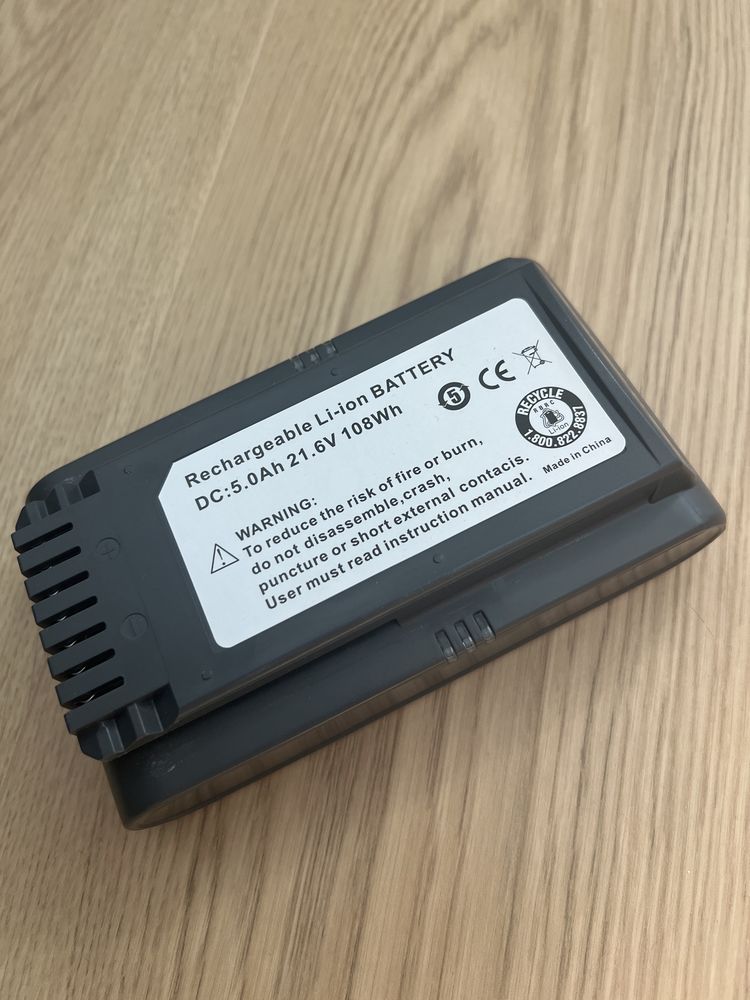 Rechargeable Li-ion BATTERY
DC:5.0Ah 21.6V 108Wh
5
CE
RECYCLE
RBRC
Li-ion
1.800.822.8837
WARNING:
To reduce the risk of fire or burn,
do not disassemble,crash,
puncture or short external contacis.
User must read instruction manual.
Made in China
+
−